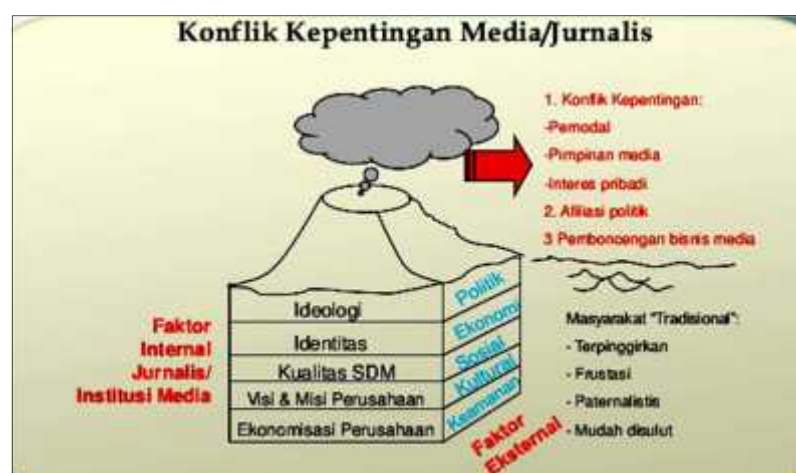 Konflik Kepentingan Media/Jurnalis
1. Konflik Kepentingan:
-Pemodal
-Pimpinan media
-Interes pribadi
2. Afiliasi politik
3 Pemboncengan bisnis media
Faktor
Internal
Jurnalis/
Institusi Media
Ideologi
Identitas
Kualitas SDM
Visi & Misi Perusahaan
Ekonomisasi Perusahaan
Politik
Ekonomi
Sosial
Kultural
Keamanan
Faktor
Eksternal
Masyarakat "Tradisional":
- Terpinggirkan
- Frustasi
- Paternalistis
- Mudah disulut